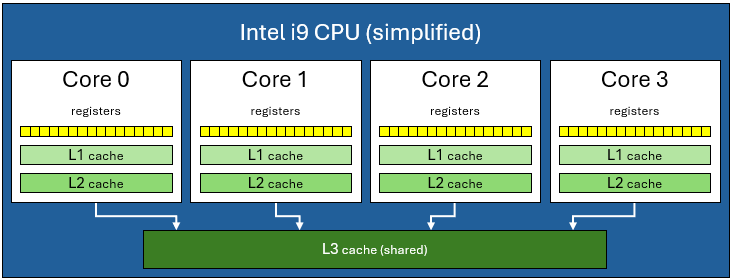 Intel i9 CPU (simplified)
Core 0
registers
L1 cache
L2 cache
Core 1
registers
L1 cache
L2 cache
Core 2
registers
L1 cache
L2 cache
Core 3
registers
L1 cache
L2 cache
L3 cache (shared)